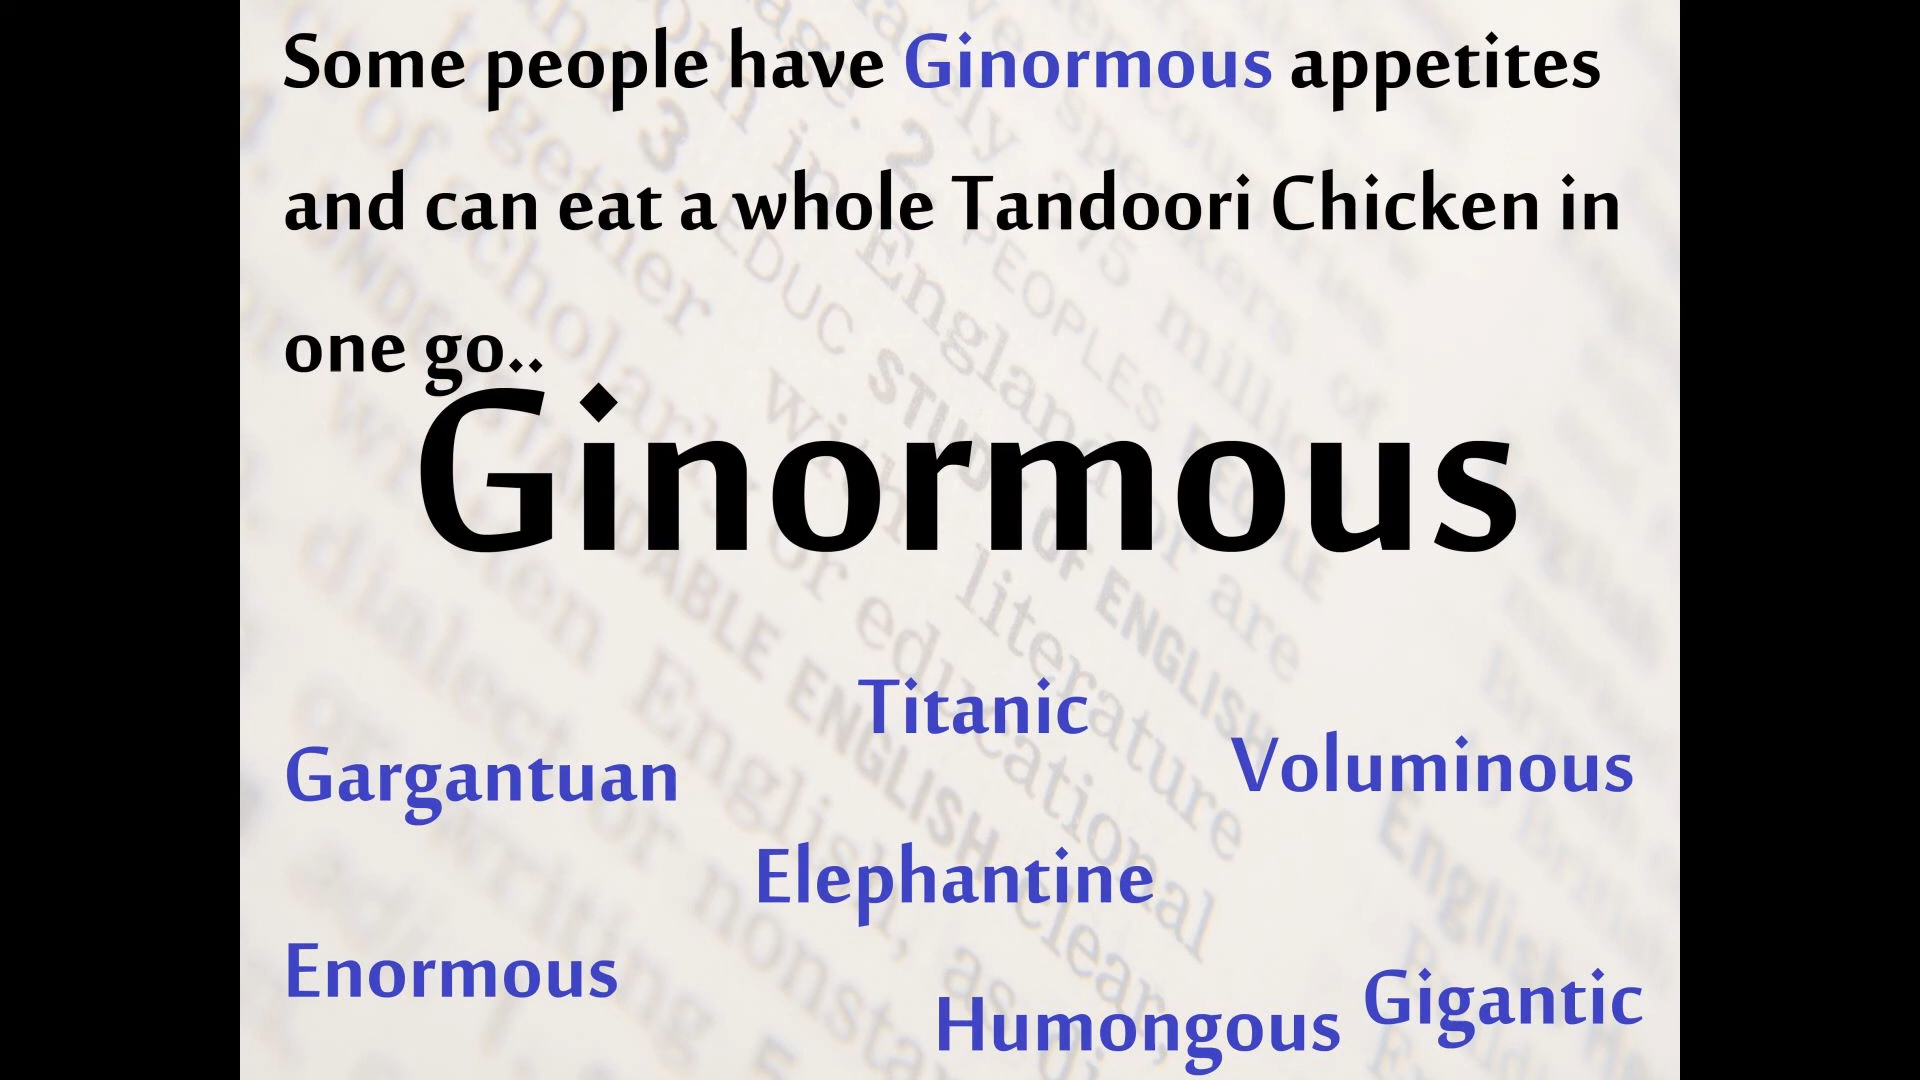 Some people have Ginormous appetites
and can eat a whole Tandoori Chicken in
one go..
Ginormous
Titanic
Voluminous
Gargantuan
Elephantine
Enormous
Gigantic
Humongous